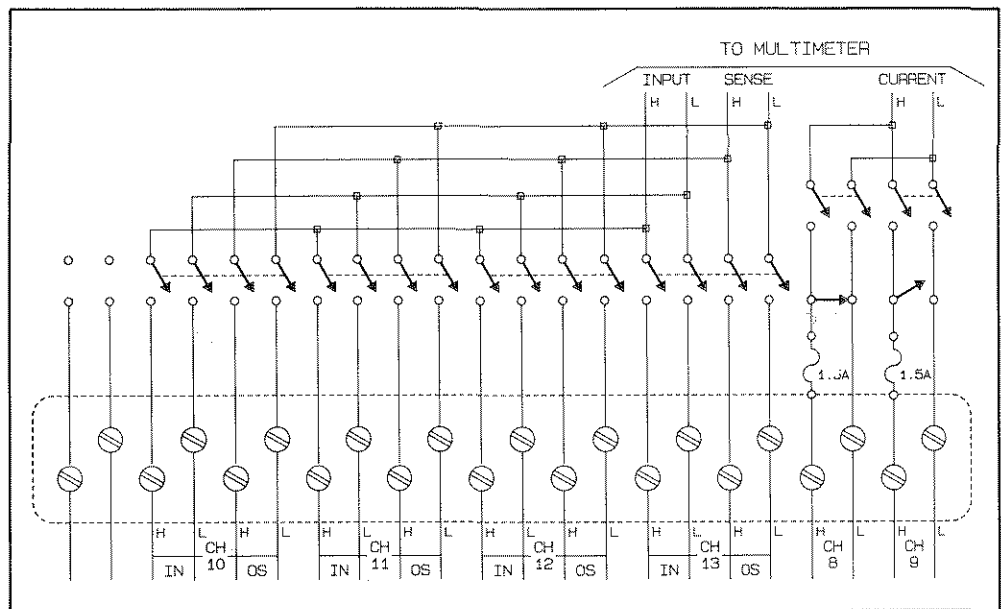 TO MULTIMETER
INPUT SENSE CURRENT
H L H L H L
1.5A 1.5A
H L H L H L H L H L H L H L H L H L H L
CH 10 CH 11 CH 12 CH 13 CH 8 CH 9
IN OS IN OS IN OS IN OS